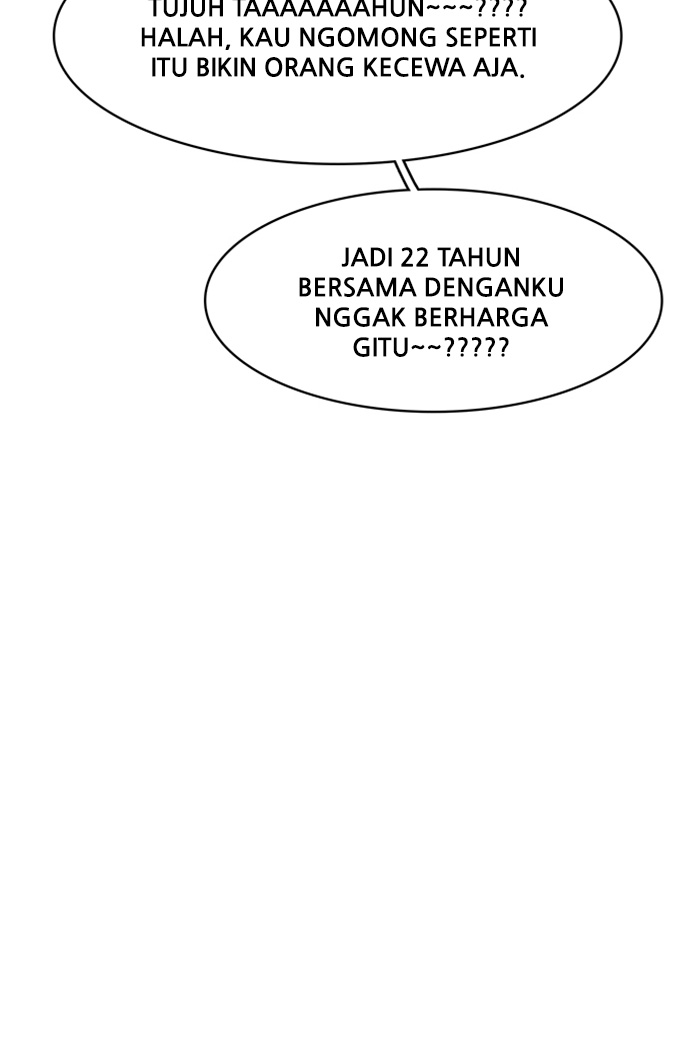 TUJUH TAAAAAAAHUN~~~????
HALAH, KAU NGOMONG SEPERTI
ITU BIKIN ORANG KECEWA AJA.
JADI 22 TAHUN
BERSAMA DENGANKU
NGGAK BERHARGA
GITU~~?????